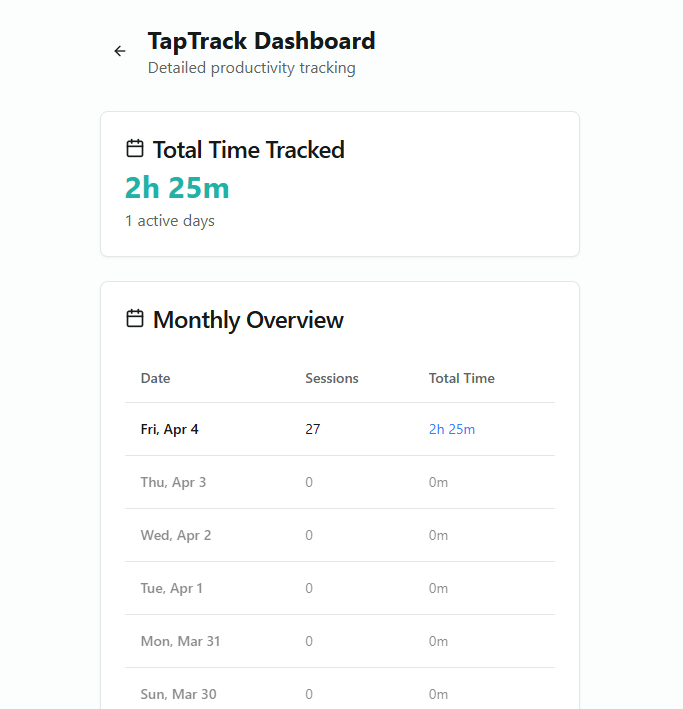 TapTrack Dashboard
Detailed productivity tracking
Total Time Tracked
2h 25m
1 active days
Monthly Overview
Date Sessions Total Time
Fri, Apr 4 27 2h 25m
Thu, Apr 3 0 0m
Wed, Apr 2 0 0m
Tue, Apr 1 0 0m
Mon, Mar 31 0 0m
Sun, Mar 30 0 0m